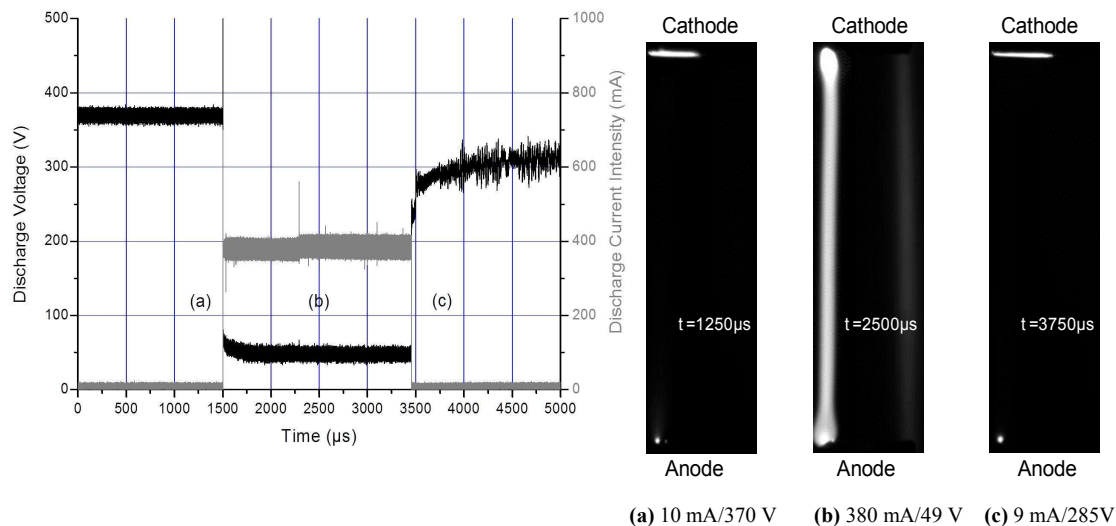 500
400
300
200
100
0
Discharge Voltage (V)
1000
800
600
400
200
0
Discharge Current Intensity (mA)
(a)
(b)
(c)
0 500 1000 1500 2000 2500 3000 3500 4000 4500 5000
Time (µs)
Cathode
t =1250µs
Anode
(a) 10 mA/370 V
Cathode
t =2500µs
Anode
(b) 380 mA/49 V
Cathode
t =3750µs
Anode
(c) 9 mA/285V